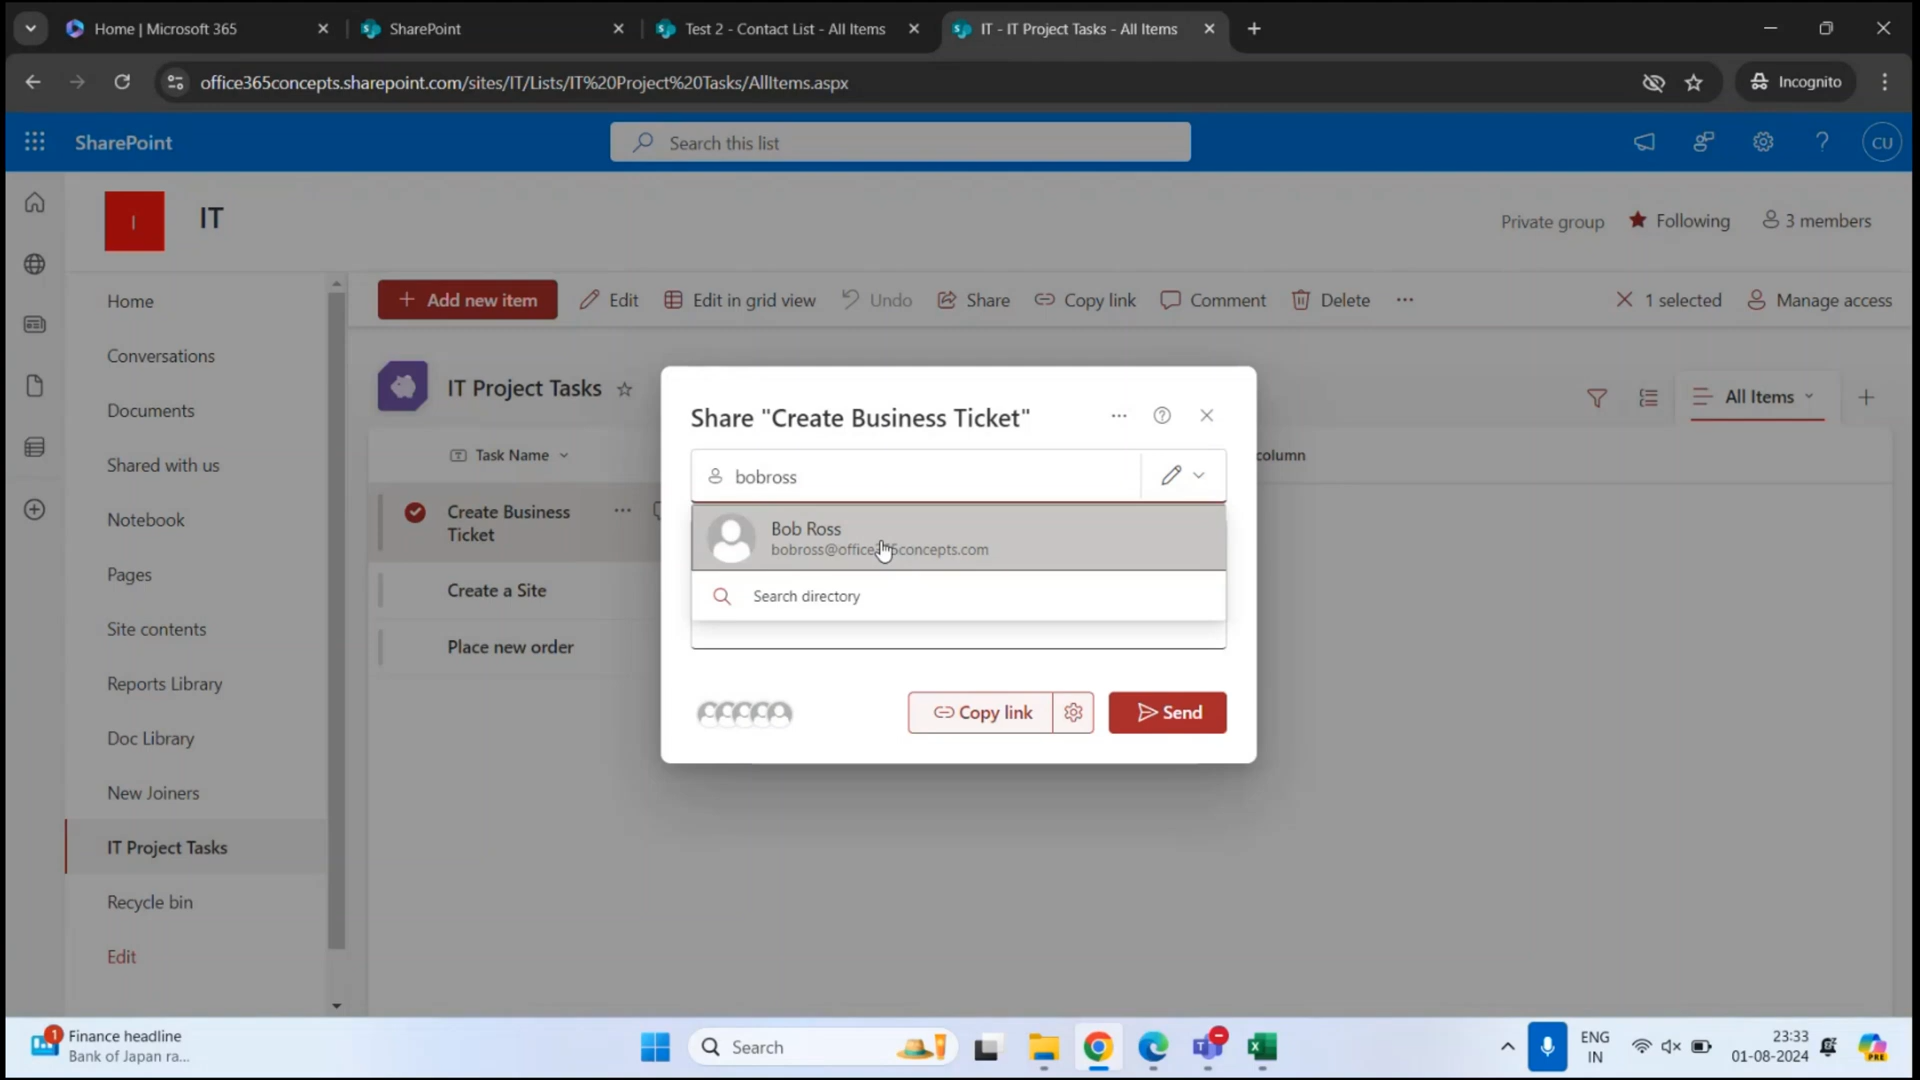 Home | Microsoft 365
SharePoint
Test 2 - Contact List - All Items
IT - IT Project Tasks - All Items
office365concepts.sharepoint.com/sites/IT/Lists/IT%20Project%20Tasks/AllItems.aspx
Incognito
SharePoint
Search this list
CU
I
IT
Private group
Following
3 members
Home
Conversations
Documents
Shared with us
Notebook
Pages
Site contents
Reports Library
Doc Library
New Joiners
IT Project Tasks
Recycle bin
Edit
Add new item
Edit
Edit in grid view
Undo
Share
Copy link
Comment
Delete
1 selected
Manage access
IT Project Tasks
All Items
Task Name
column
Create Business
Ticket
Create a Site
Place new order
Share "Create Business Ticket"
bobross
Bob Ross
bobross@office365concepts.com
Search directory
Copy link
Send
1
Finance headline
Bank of Japan ra...
Search
ENG
IN
23:33
01-08-2024
PRE